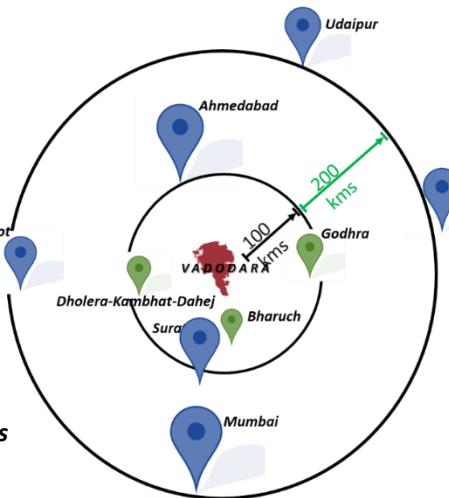 Udaipur
Ahmedabad
200
kms
100
kms
Godhra
VADODARA
Dholera-Kambhat-Dahej
Bharuch
Mumbai